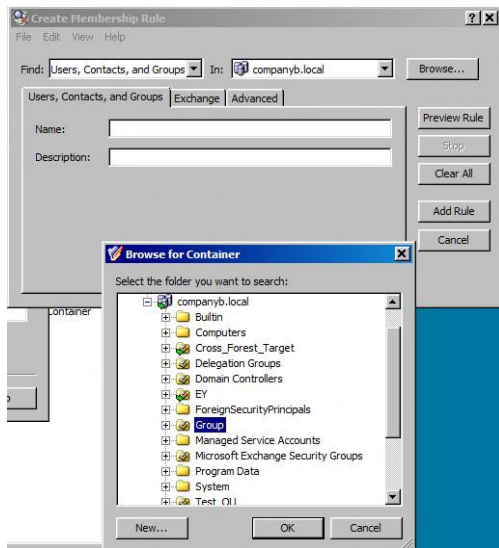 Create Membership Rule
File Edit View Help
Find: Users, Contacts, and Groups In: companyb.local Browse...
Users, Contacts, and Groups Exchange Advanced
Preview Rule
Name:
Stop
Description:
Clear All
Add Rule
Cancel
Browse for Container
Select the folder you want to search:
Container
companyb.local
Builtin
Computers
Cross_Forest_Target
Delegation Groups
Domain Controllers
EY
ForeignSecurityPrincipals
Group
Managed Service Accounts
Microsoft Exchange Security Groups
Program Data
System
Test_OU
New... OK Cancel